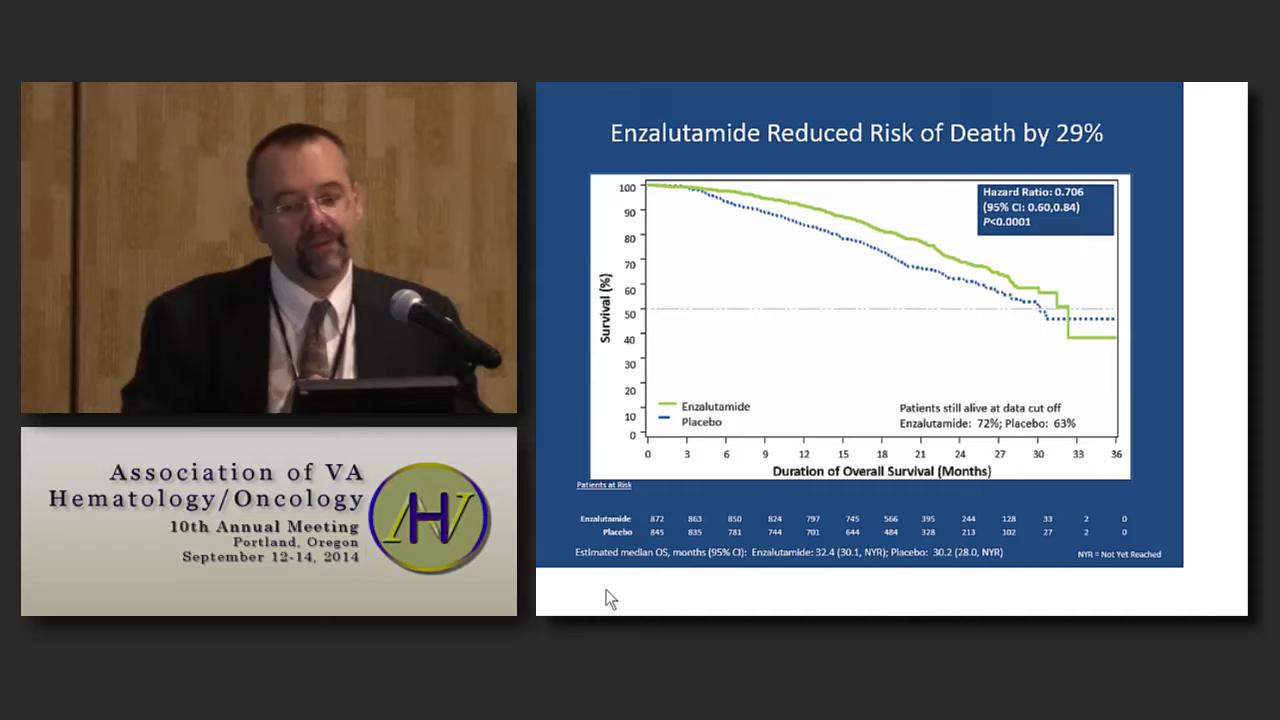 Association of VA
Hematology/Oncology
10th Annual Meeting
Portland, Oregon
September 12-14, 2014
Enzalutamide Reduced Risk of Death by 29%
Hazard Ratio: 0.706
(95% CI: 0.60,0.84)
P<0.0001
Survival (%)
100
90
80
70
60
50
40
30
20
10
0
Enzalutamide
Placebo
Patients still alive at data cut off
Enzalutamide: 72%; Placebo: 63%
0 3 6 9 12 15 18 21 24 27 30 33 36
Duration of Overall Survival (Months)
Patients at Risk
Enzalutamide 872 863 850 824 797 745 566 395 244 128 33 2 0
Placebo 845 835 781 744 701 644 484 328 213 102 27 2 0
Estimated median OS, months (95% CI): Enzalutamide: 32.4 (30.1, NYR); Placebo: 30.2 (28.0, NYR)
NYR = Not Yet Reached